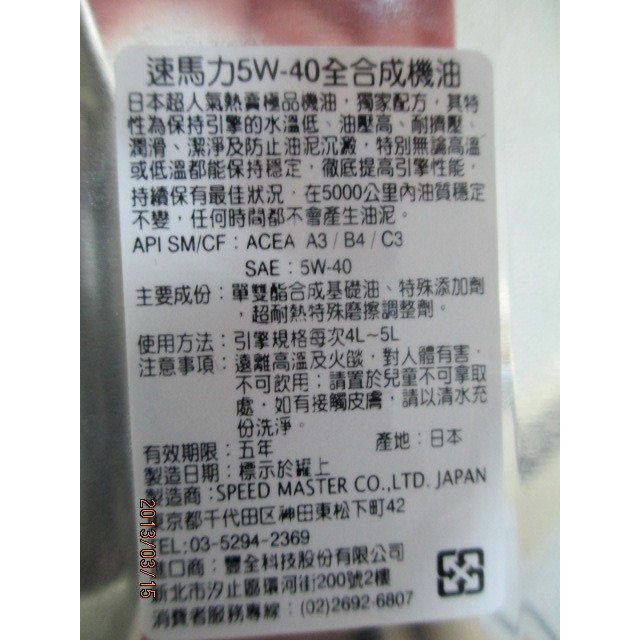 速馬力5W-40全合成機油
日本超人氣熱賣極品機油，獨家配方，其特
性為保持引擎的水溫低、油壓高、耐擠壓、
潤滑、潔淨及防止油泥沉澱，特別無論高溫
或低溫都能保持穩定，徹底提高引擎性能，
持續保有最佳狀況，在5000公里內油質穩定
不變，任何時間都不會產生油泥。
API SM/CF：ACEA A3 / B4 / C3
SAE：5W-40
主要成份：單雙酯合成基礎油、特殊添加劑
，超耐熱特殊磨擦調整劑。
使用方法：引擎規格每次4L~5L
注意事項：遠離高溫及火燄，對人體有害、
不可飲用；請置於兒童不可拿取
處，如有接觸皮膚，請以清水充
份洗淨。
有效期限：五年
產地：日本
製造日期：標示於罐上
製造商：SPEED MASTER CO.,LTD. JAPAN
東京都千代田区神田東松下町42
TEL:03-5294-2369
進口商：豐全科技股份有限公司
新北市汐止區環河街200號2樓
消費者服務專線：(02)2692-6807
2013/03/15